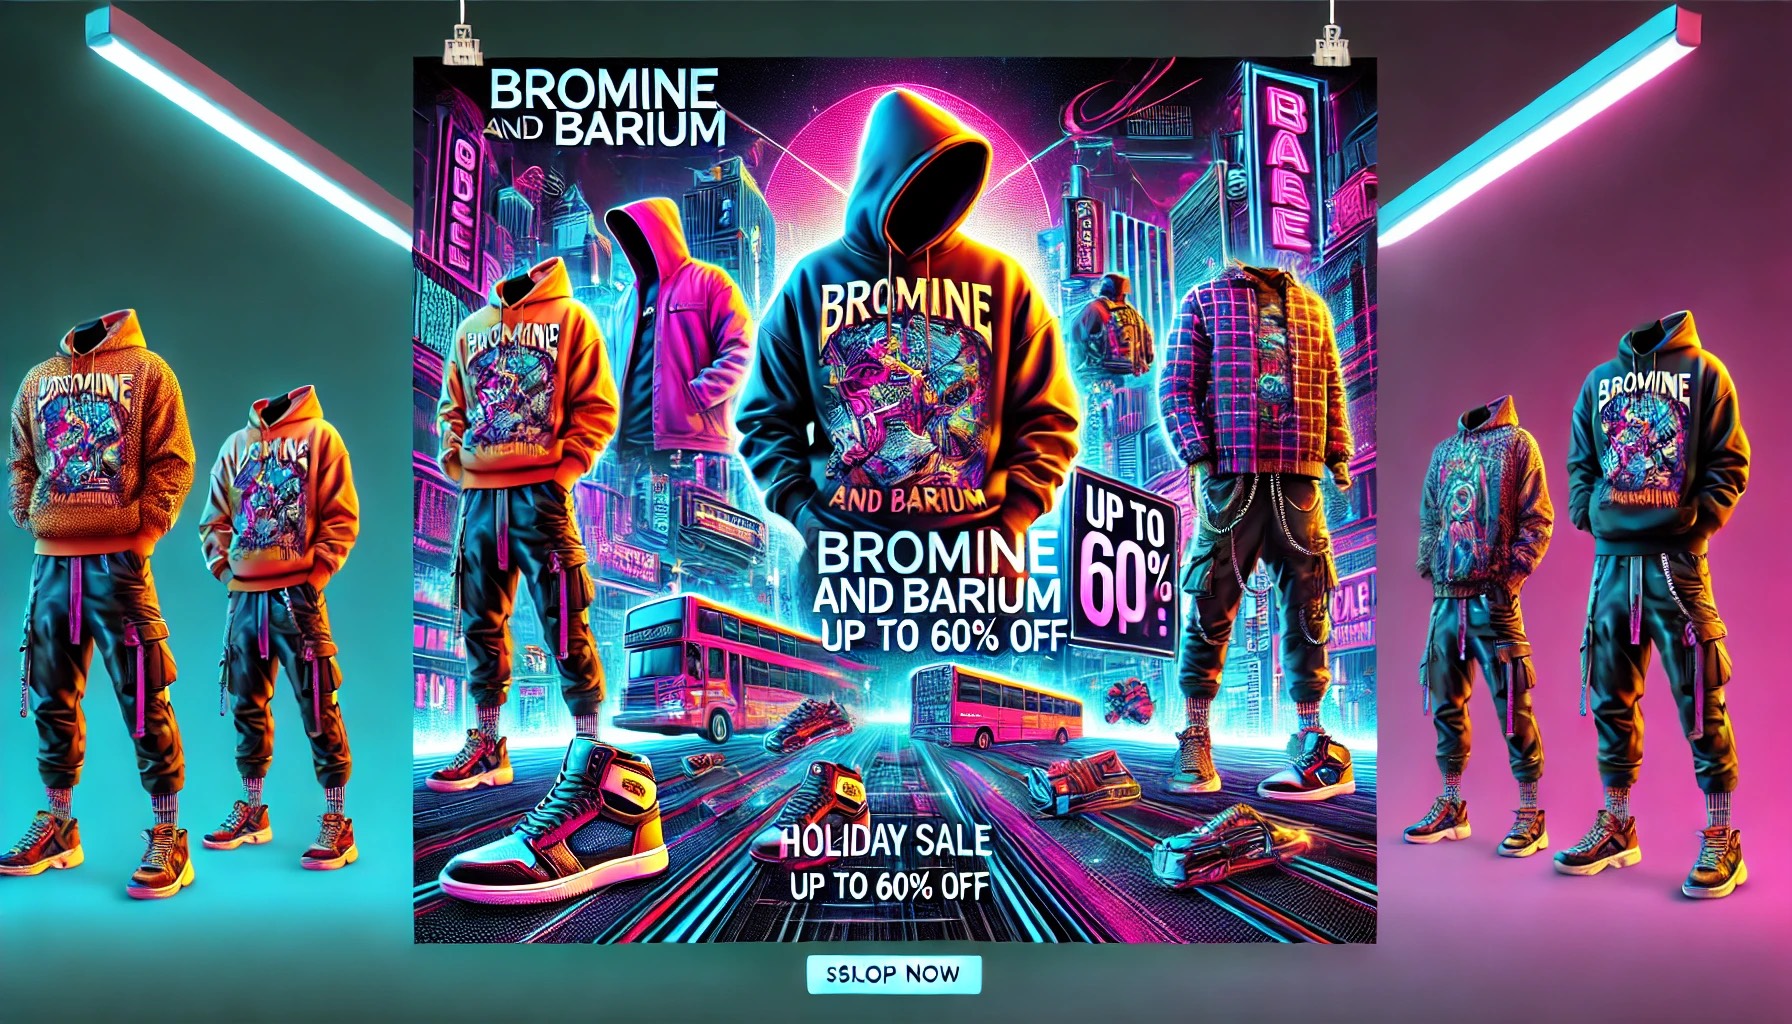 BROMINE
AND BARIUM
BARE
BROMINE
AND BARIUM
BROMINE
BROMINE
AND BARIUM
UP TO 60% OFF
UP TO
60%
HOLIDAY SALE
UP TO 60% OFF
SSLOP NOW